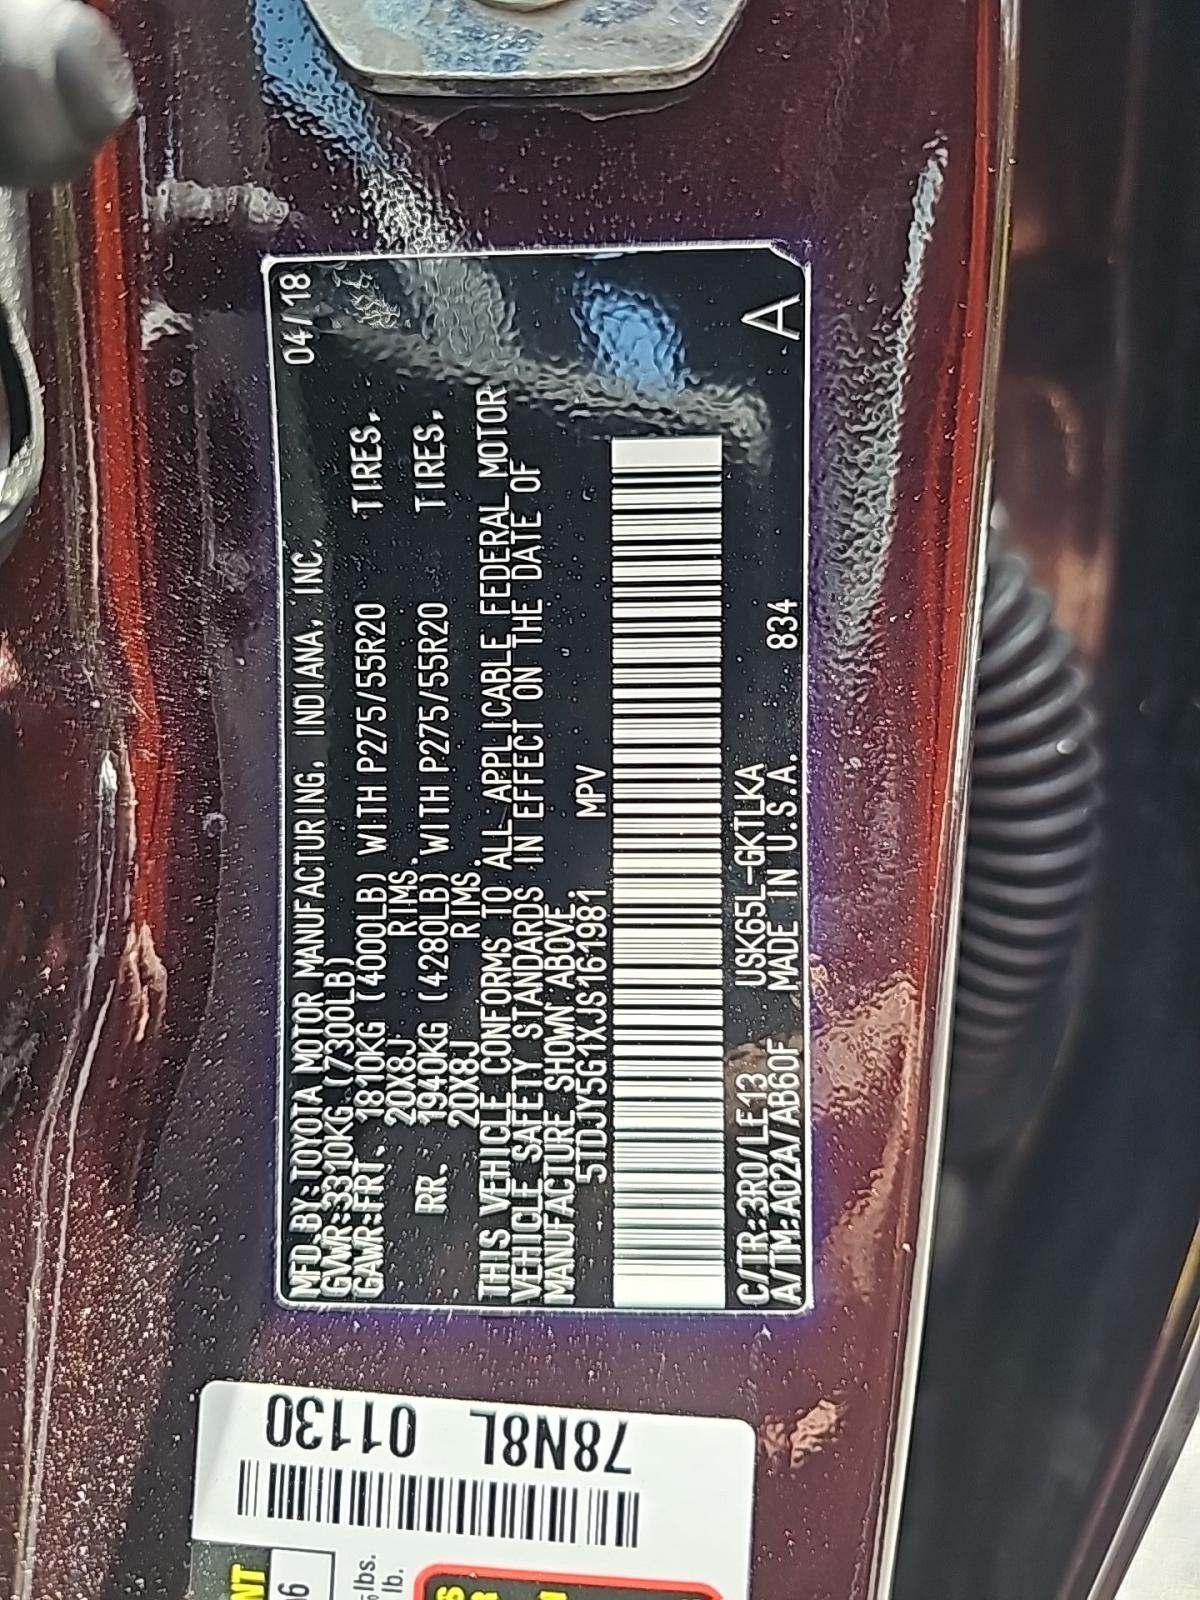 MFD.BY:TOYOTA MOTOR MANUFACTURING, INDIANA, INC. 04/18
GVWR:3310KG(7300LB)
GAWR:FRT. 1810KG (4000LB) WITH P275/55R20 TIRES,
20X8J RIMS,
RR. 1940KG (4280LB) WITH P275/55R20 TIRES,
20X8J RIMS.
THIS VEHICLE CONFORMS TO ALL APPLICABLE FEDERAL MOTOR
VEHICLE SAFETY STANDARDS IN EFFECT ON THE DATE OF
MANUFACTURE SHOWN ABOVE.
5TDJY5G1XJS161981 MPV
C/TR:3R0/LE13 USK65L-GKTLKA
A/TM:A02A/AB60F MADE IN U.S.A. 834 A
78N8L 01130
lbs.
lb.